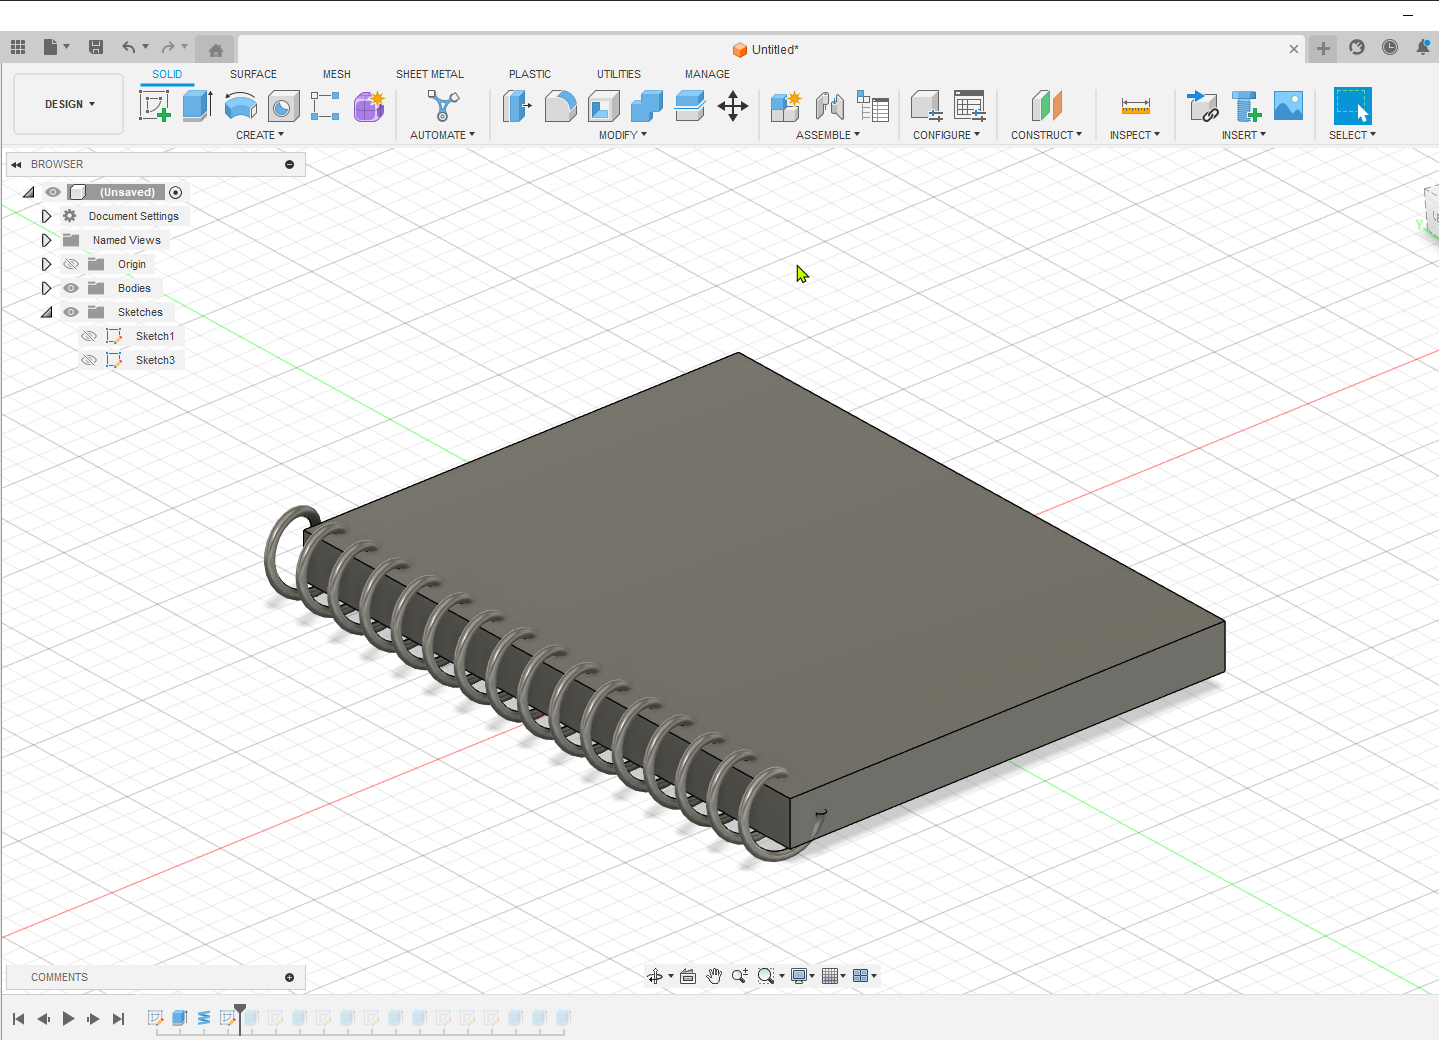 Untitled*
SOLID SURFACE MESH SHEET METAL PLASTIC UTILITIES MANAGE
DESIGN
CREATE AUTOMATE MODIFY ASSEMBLE CONFIGURE CONSTRUCT INSPECT INSERT SELECT
BROWSER
(Unsaved)
Document Settings
Named Views
Y
Origin
Bodies
Sketches
Sketch1
Sketch3
COMMENTS